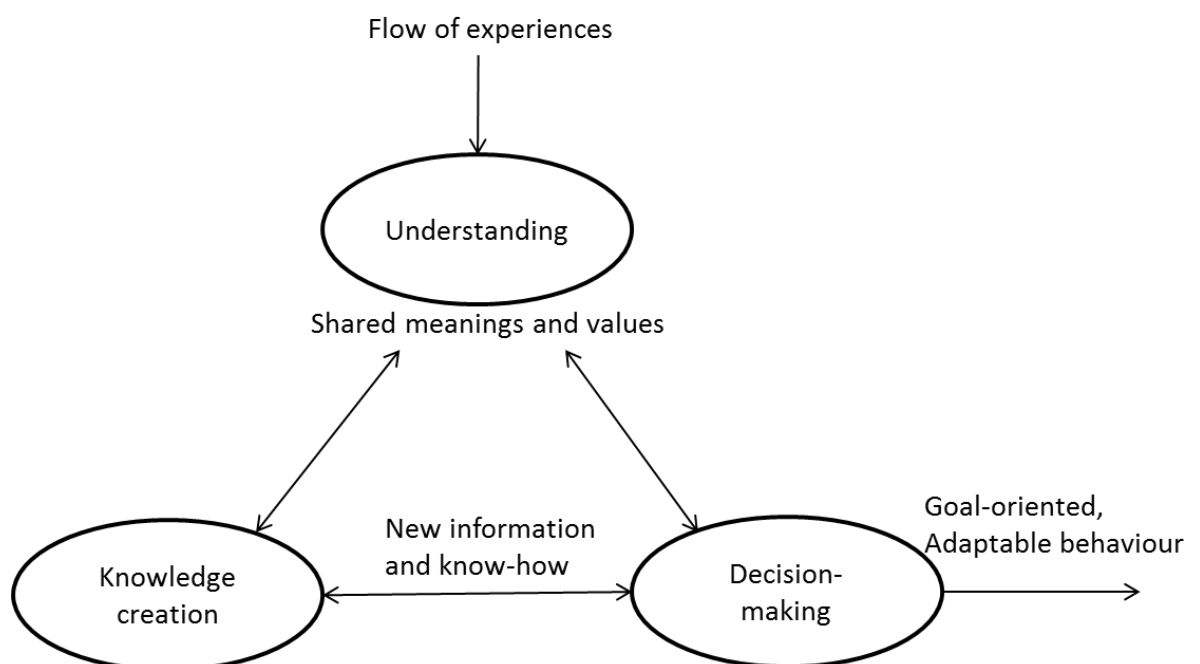 Flow of experiences
Understanding
Shared meanings and values
New information
and know-how
Goal-oriented,
Adaptable behaviour
Knowledge
creation
Decision-
making